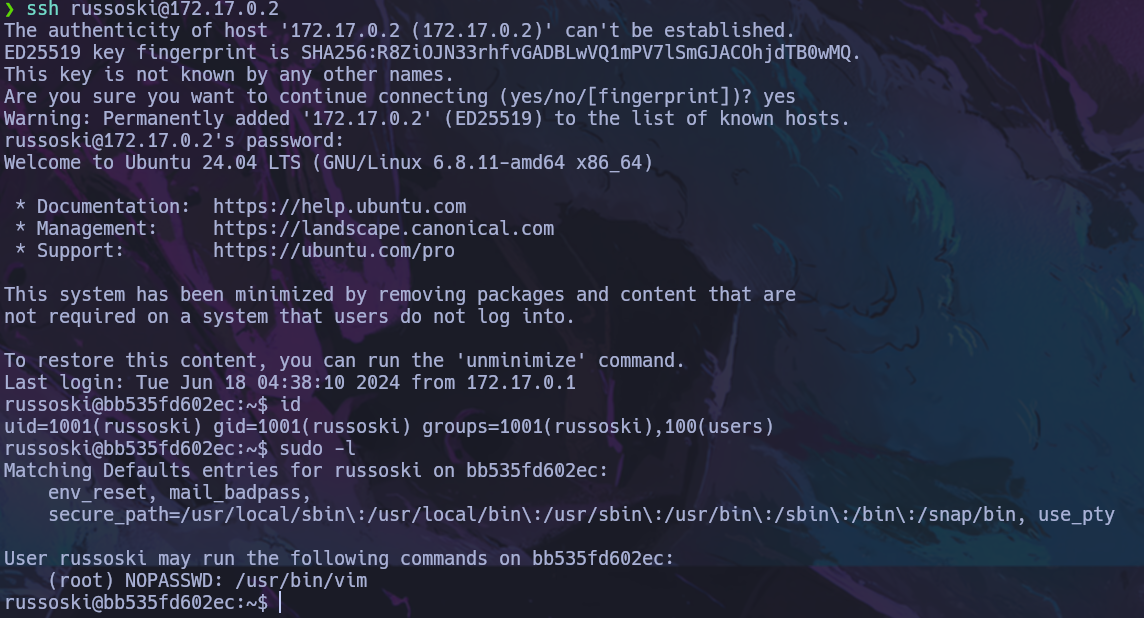 ❯ ssh russoski@172.17.0.2
The authenticity of host '172.17.0.2 (172.17.0.2)' can't be established.
ED25519 key fingerprint is SHA256:R8ZiOJN33rhfvGADBLwVQ1mPV7lSmGJACOhjdTB0wMQ.
This key is not known by any other names.
Are you sure you want to continue connecting (yes/no/[fingerprint])? yes
Warning: Permanently added '172.17.0.2' (ED25519) to the list of known hosts.
russoski@172.17.0.2's password:
Welcome to Ubuntu 24.04 LTS (GNU/Linux 6.8.11-amd64 x86_64)

 * Documentation:  https://help.ubuntu.com
 * Management:     https://landscape.canonical.com
 * Support:        https://ubuntu.com/pro

This system has been minimized by removing packages and content that are
not required on a system that users do not log into.

To restore this content, you can run the 'unminimize' command.
Last login: Tue Jun 18 04:38:10 2024 from 172.17.0.1
russoski@bb535fd602ec:~$ id
uid=1001(russoski) gid=1001(russoski) groups=1001(russoski),100(users)
russoski@bb535fd602ec:~$ sudo -l
Matching Defaults entries for russoski on bb535fd602ec:
    env_reset, mail_badpass,
    secure_path=/usr/local/sbin\:/usr/local/bin\:/usr/sbin\:/usr/bin\:/sbin\:/bin\:/snap/bin, use_pty

User russoski may run the following commands on bb535fd602ec:
    (root) NOPASSWD: /usr/bin/vim
russoski@bb535fd602ec:~$